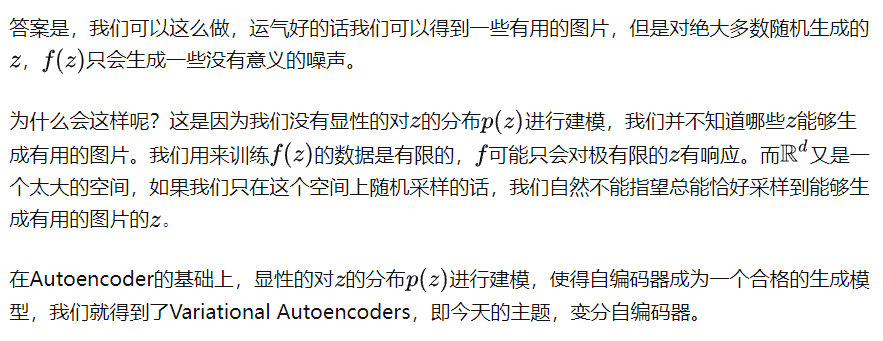 答案是，我们可以这么做，运气好的话我们可以得到一些有用的图片，但是对绝大多数随机生成的
z，f(z)只会生成一些没有意义的噪声。
为什么会这样呢？这是因为我们没有显性的对z的分布p(z)进行建模，我们并不知道哪些z能够生
成有用的图片。我们用来训练f(z)的数据是有限的，f可能只会对极有限的z有响应。而ℝᵈ又是一
个太大的空间，如果我们只在这个空间上随机采样的话，我们自然不能指望总能恰好采样到能够生
成有用的图片的z。
在Autoencoder的基础上，显性的对z的分布p(z)进行建模，使得自编码器成为一个合格的生成模
型，我们就得到了Variational Autoencoders，即今天的主题，变分自编码器。